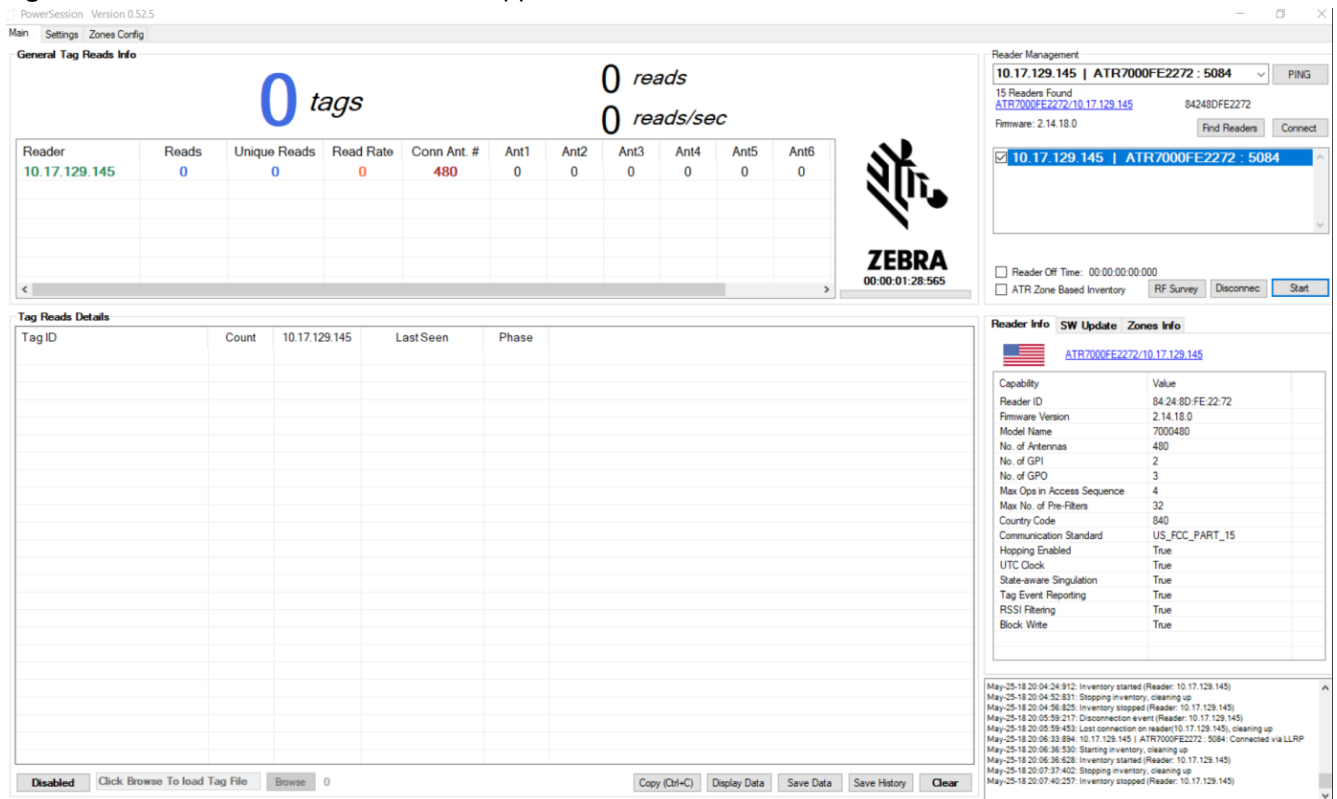 PowerSession Version 0.52.5
Main Settings Zones Config
General Tag Reads Info
0 tags
0 reads
0 reads/sec
Reader Reads Unique Reads Read Rate Conn Ant. # Ant1 Ant2 Ant3 Ant4 Ant5 Ant6
10.17.129.145 0 0 0 480 0 0 0 0 0 0
ZEBRA
00:00:01:28:565
Reader Management
10.17.129.145 | ATR7000FE2272 : 5084 PING
15 Readers Found
ATR7000FE2272/10.17.129.145 84248DFE2272
Firmware: 2.14.18.0 Find Readers Connect
10.17.129.145 | ATR7000FE2272 : 5084
Reader Off Time: 00:00:00:00:000
ATR Zone Based Inventory RF Survey Disconnec Start
Tag Reads Details
Tag ID Count 10.17.129.145 Last Seen Phase
Reader Info SW Update Zones Info
ATR7000FE2272/10.17.129.145
Capability Value
Reader ID 84:24:8D:FE:22:72
Firmware Version 2.14.18.0
Model Name 7000480
No. of Antennas 480
No. of GPI 2
No. of GPO 3
Max Ops in Access Sequence 4
Max No. of Pre-Filters 32
Country Code 840
Communication Standard US_FCC_PART_15
Hopping Enabled True
UTC Clock True
State-aware Singulation True
Tag Event Reporting True
RSSI Filtering True
Block Write True
May-25-18 20:04:24:912: Inventory started (Reader: 10.17.129.145)
May-25-18 20:04:52:831: Stopping inventory, cleaning up
May-25-18 20:04:56:825: Inventory stopped (Reader: 10.17.129.145)
May-25-18 20:05:59:217: Disconnection event (Reader: 10.17.129.145)
May-25-18 20:05:59:453: Lost connection on reader(10.17.129.145), cleaning up
May-25-18 20:06:33:894: 10.17.129.145 | ATR7000FE2272 : 5084: Connected via LLRP
May-25-18 20:06:36:530: Starting inventory, cleaning up
May-25-18 20:06:36:628: Inventory started (Reader: 10.17.129.145)
May-25-18 20:07:37:402: Stopping inventory, cleaning up
May-25-18 20:07:40:257: Inventory stopped (Reader: 10.17.129.145)
Disabled Click Browse To load Tag File Browse 0 Copy (Ctrl+C) Display Data Save Data Save History Clear